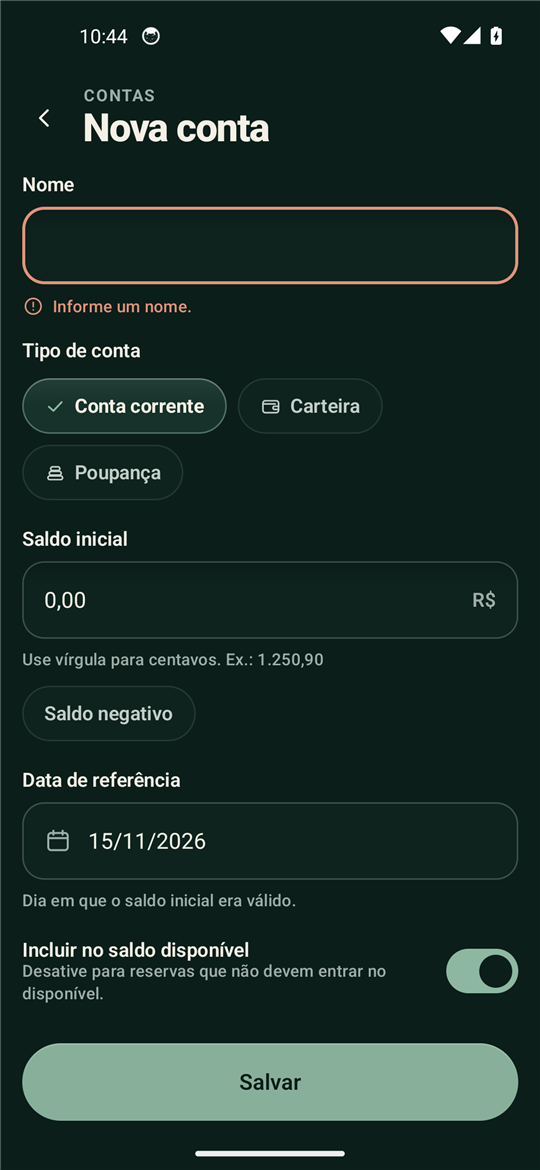 10:44
CONTAS
Nova conta
Nome
Informe um nome.
Tipo de conta
Conta corrente
Carteira
Poupança
Saldo inicial
0,00 R$
Use vírgula para centavos. Ex.: 1.250,90
Saldo negativo
Data de referência
15/11/2026
Dia em que o saldo inicial era válido.
Incluir no saldo disponível
Desative para reservas que não devem entrar no
disponível.
Salvar